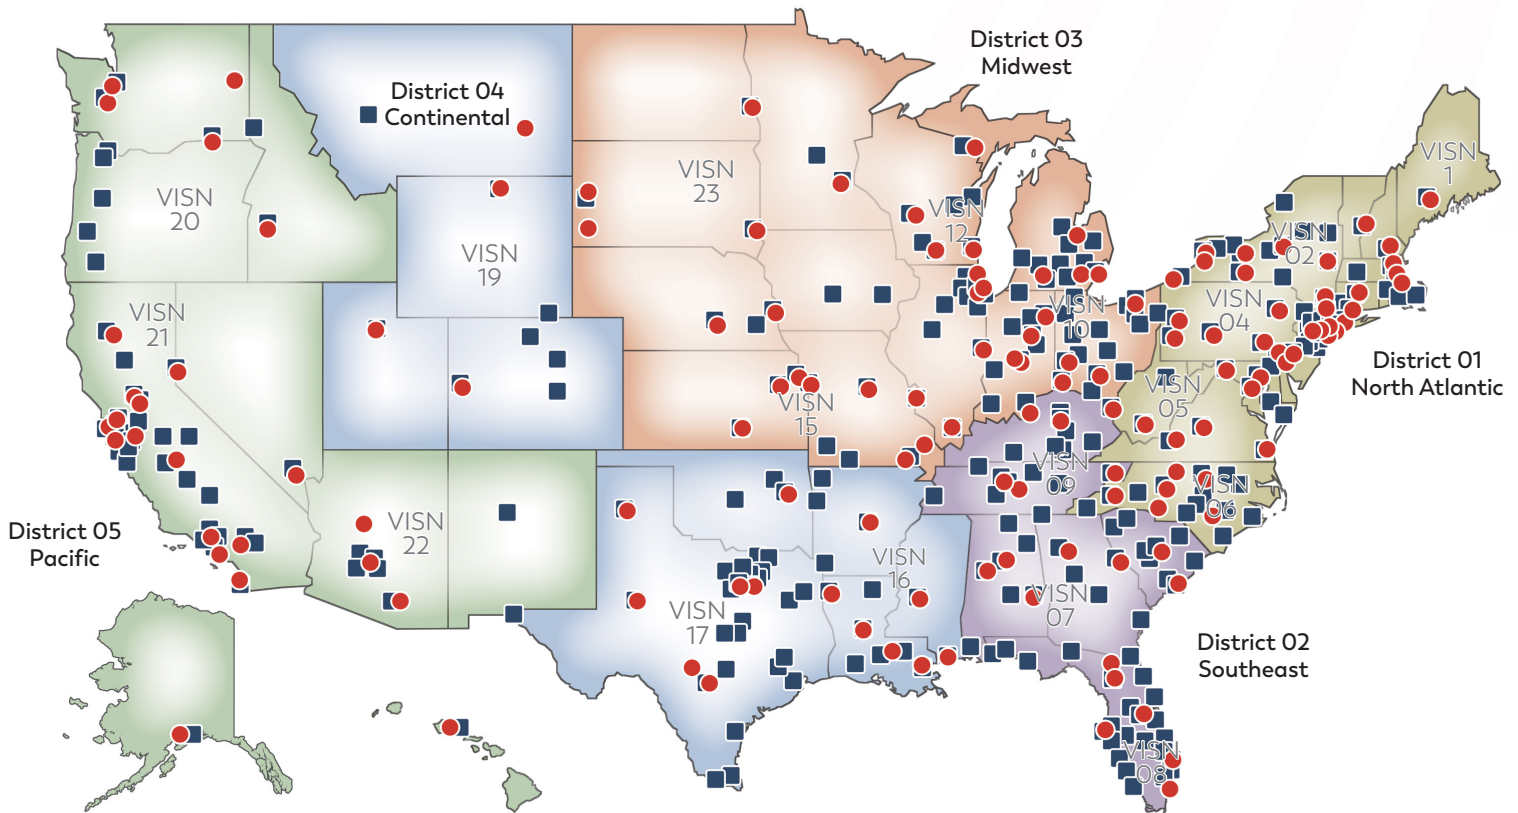 District 03
Midwest
District 04
Continental
VISN
1
VISN
23
VISN
20
VISN
12
VISN
02
VISN
19
VISN
21
VISN
04
VISN
10
District 01
North Atlantic
VISN
05
VISN
15
VISN
09
VISN
06
District 05
Pacific
VISN
22
VISN
16
VISN
07
VISN
17
District 02
Southeast
VISN
08